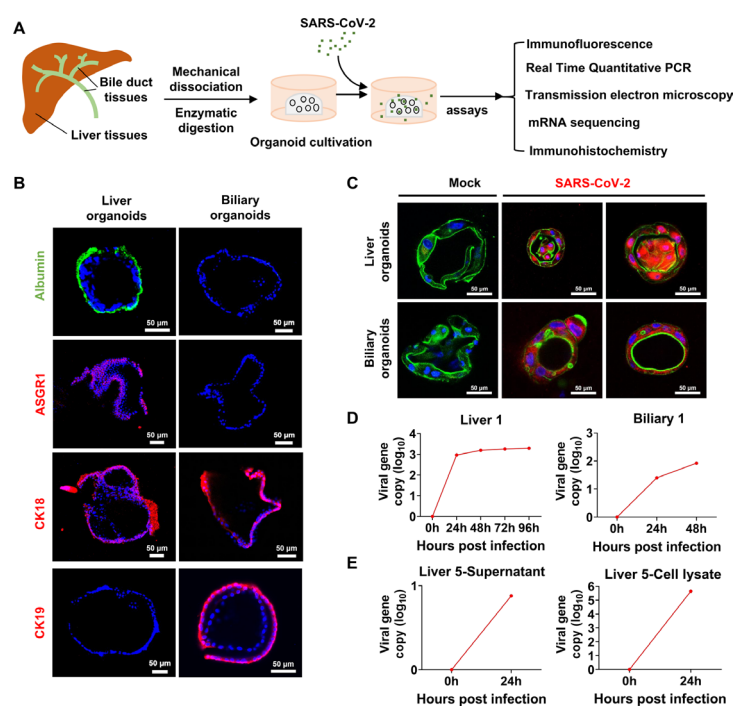 A
SARS-CoV-2
Bile duct
tissues
Liver tissues
Mechanical
dissociation
Enzymatic
digestion
Organoid cultivation
assays
Immunofluorescence
Real Time Quantitative PCR
Transmission electron microscopy
mRNA sequencing
Immunohistochemistry
B
Liver
organoids
Biliary
organoids
Albumin
50 µm
50 µm
ASGR1
50 µm
50 µm
CK18
50 µm
50 µm
CK19
50 µm
50 µm
C
Mock
SARS-CoV-2
Liver
organoids
50 µm
50 µm
50 µm
Biliary
organoids
50 µm
50 µm
50 µm
D
Liver 1
Viral gene
copy (log10)
4
3
2
1
0
0h 24h 48h 72h 96h
Hours post infection
Biliary 1
Viral gene
copy (log10)
3
2
1
0
0h 24h 48h
Hours post infection
E
Liver 5-Supernatant
Viral gene
copy (log10)
1
0
0h 24h
Hours post infection
Liver 5-Cell lysate
Viral gene
copy (log10)
6
5
4
3
2
1
0
0h 24h
Hours post infection